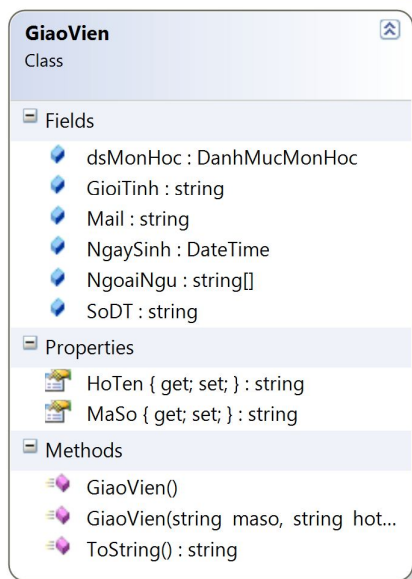 GiaoVien
Class
Fields
dsMonHoc : DanhMucMonHoc
GioiTinh : string
Mail : string
NgaySinh : DateTime
NgoaiNgu : string[]
SoDT : string
Properties
HoTen { get; set; } : string
MaSo { get; set; } : string
Methods
GiaoVien()
GiaoVien(string maso, string hot...
ToString() : string